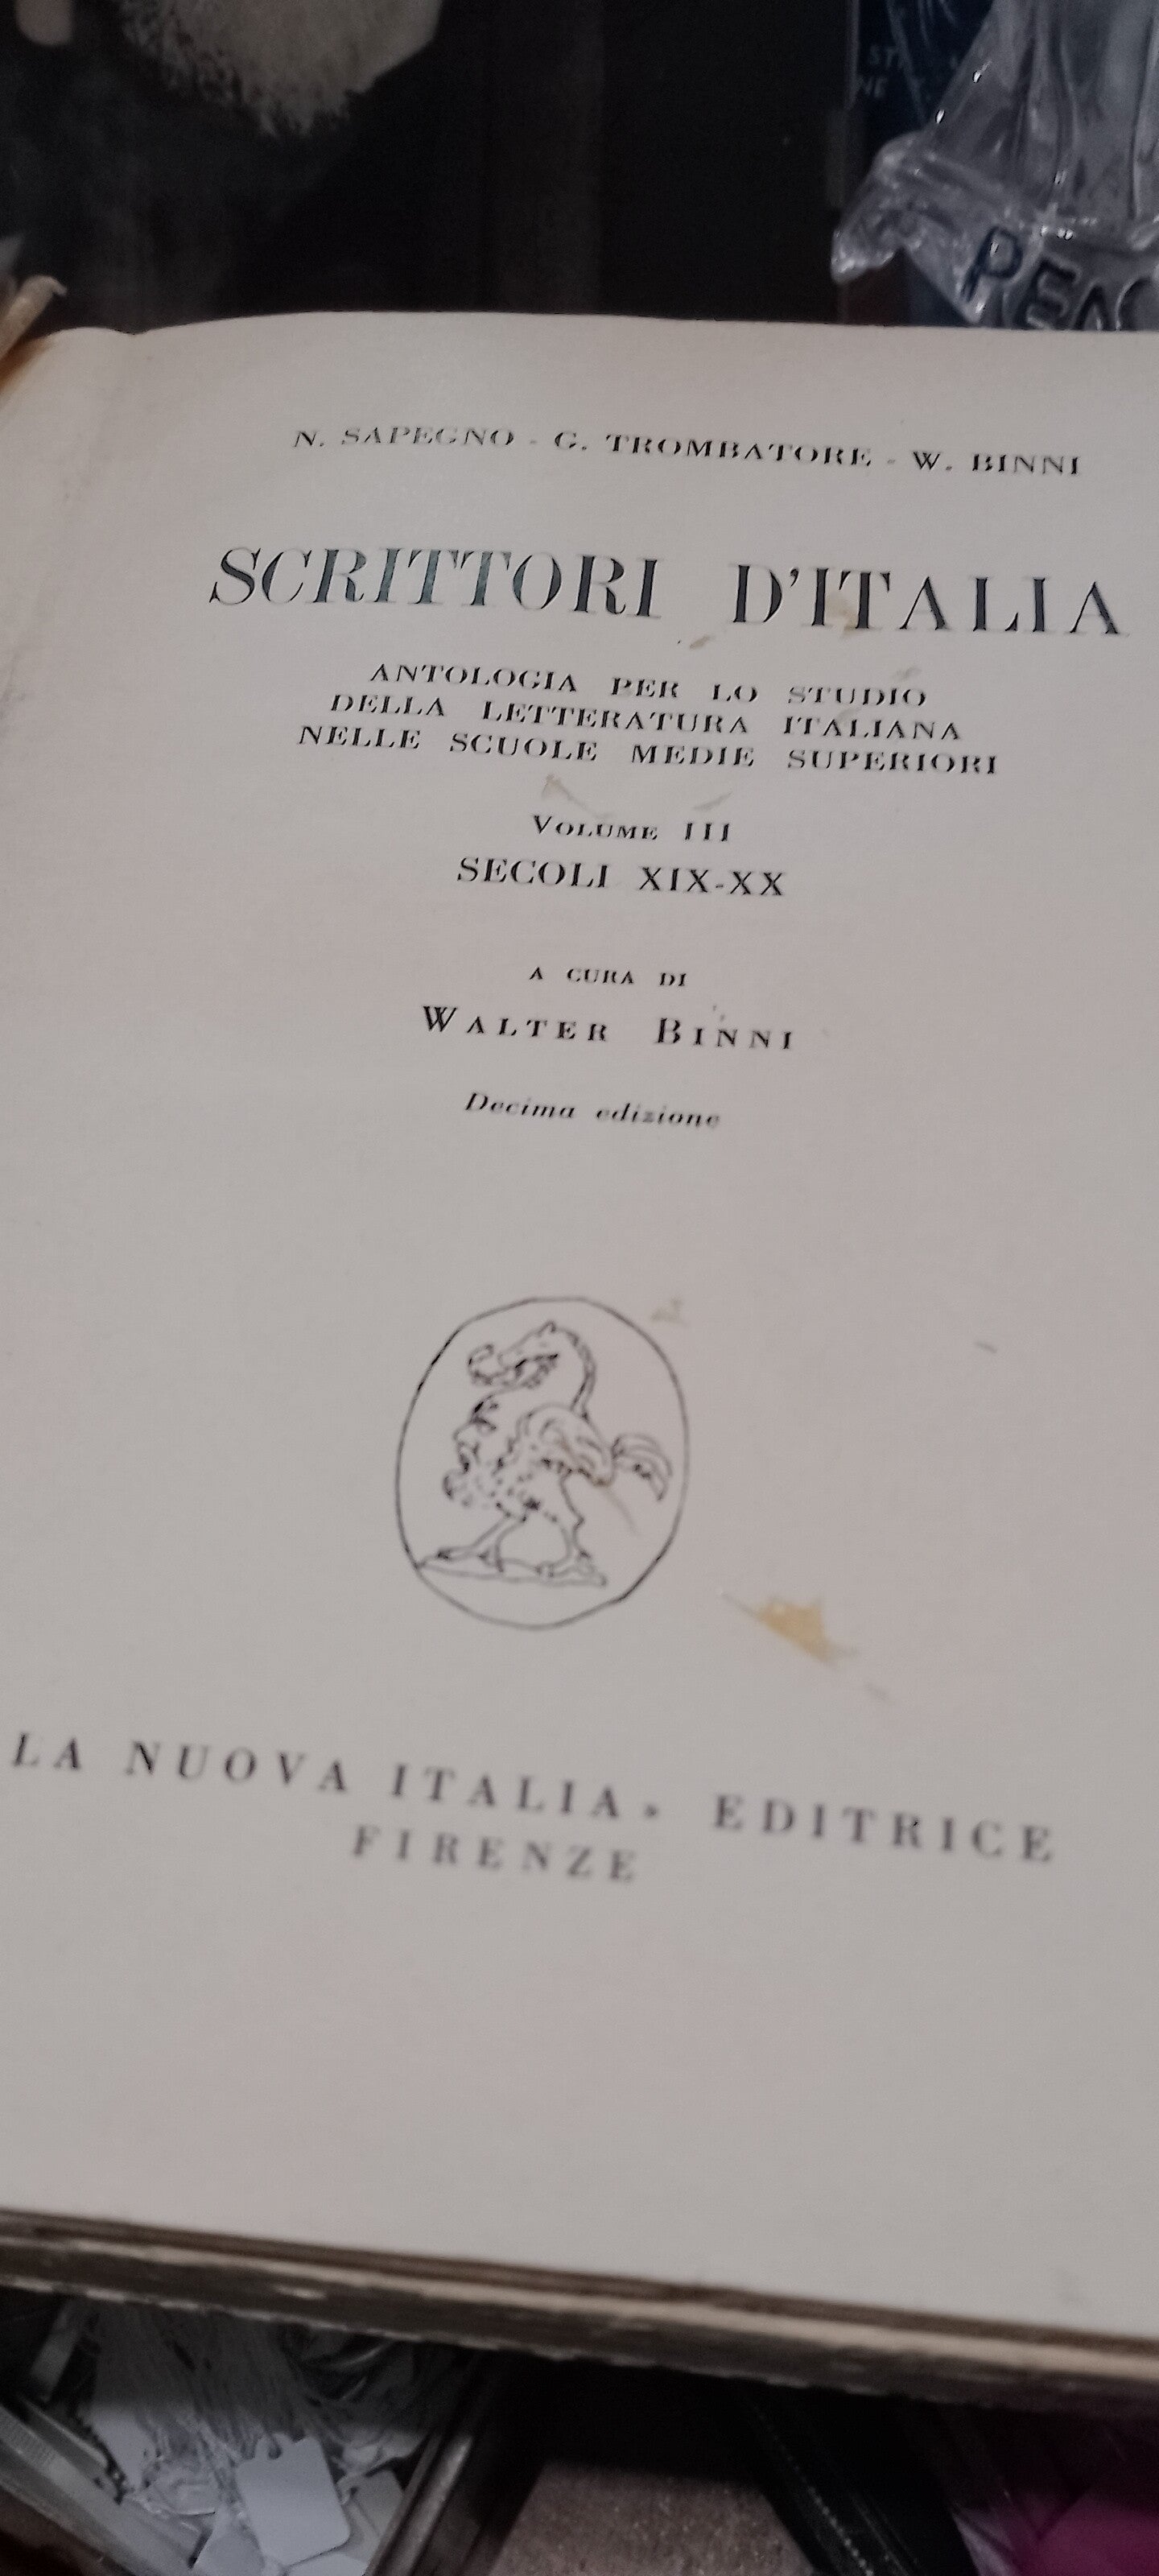 PEAC
N. SAPEGNO - G. TROMBATORE - W. BINNI
SCRITTORI D'ITALIA
ANTOLOGIA PER LO STUDIO
DELLA LETTERATURA ITALIANA
NELLE SCUOLE MEDIE SUPERIORI
VOLUME III
SECOLI XIX-XX
A CURA DI
WALTER BINNI
Decima edizione
LA NUOVA ITALIA» EDITRICE
FIRENZE